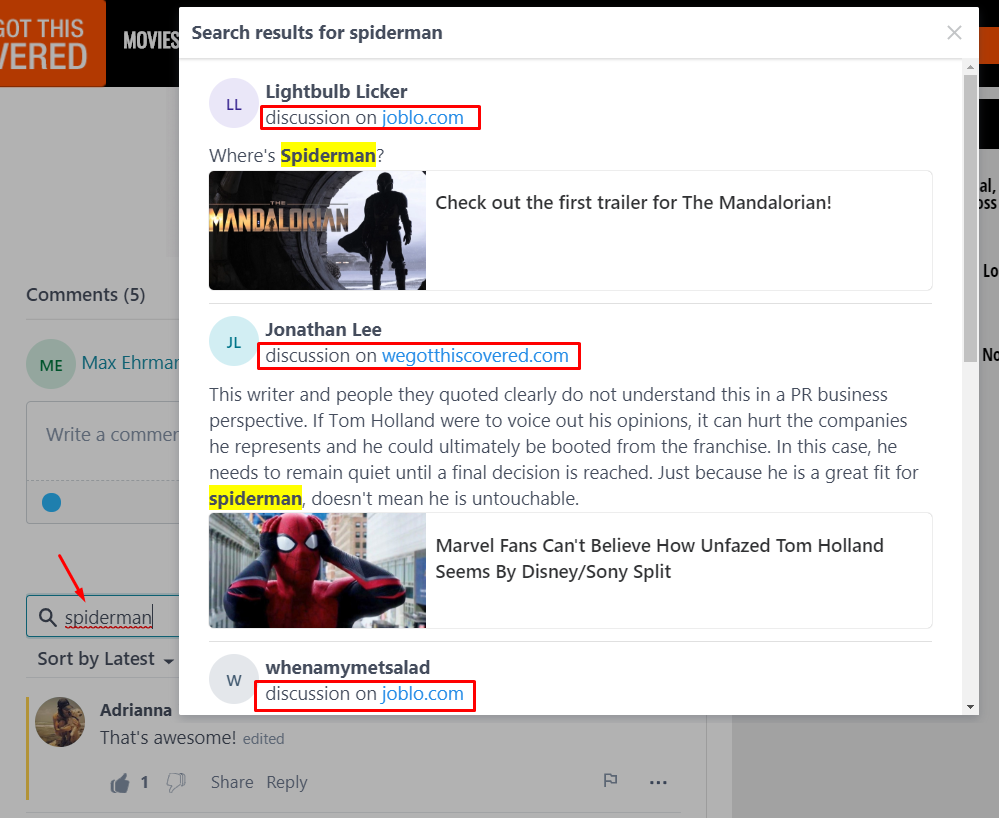 GOT THIS
VERED
MOVIES
Search results for spiderman
LL
Lightbulb Licker
discussion on joblo.com
Where's Spiderman?
THE
MANDALORIAN
Check out the first trailer for The Mandalorian!
JL
Jonathan Lee
discussion on wegotthiscovered.com
This writer and people they quoted clearly do not understand this in a PR business
perspective. If Tom Holland were to voice out his opinions, it can hurt the companies
he represents and he could ultimately be booted from the franchise. In this case, he
needs to remain quiet until a final decision is reached. Just because he is a great fit for
spiderman, doesn't mean he is untouchable.
Marvel Fans Can't Believe How Unfazed Tom Holland
Seems By Disney/Sony Split
W
whenamymetsalad
discussion on joblo.com
Comments (5)
ME
Max Ehrmar
Write a commen
spiderman
Sort by Latest
Adrianna
That's awesome! edited
1
Share
Reply
al,
oss
Lo
No